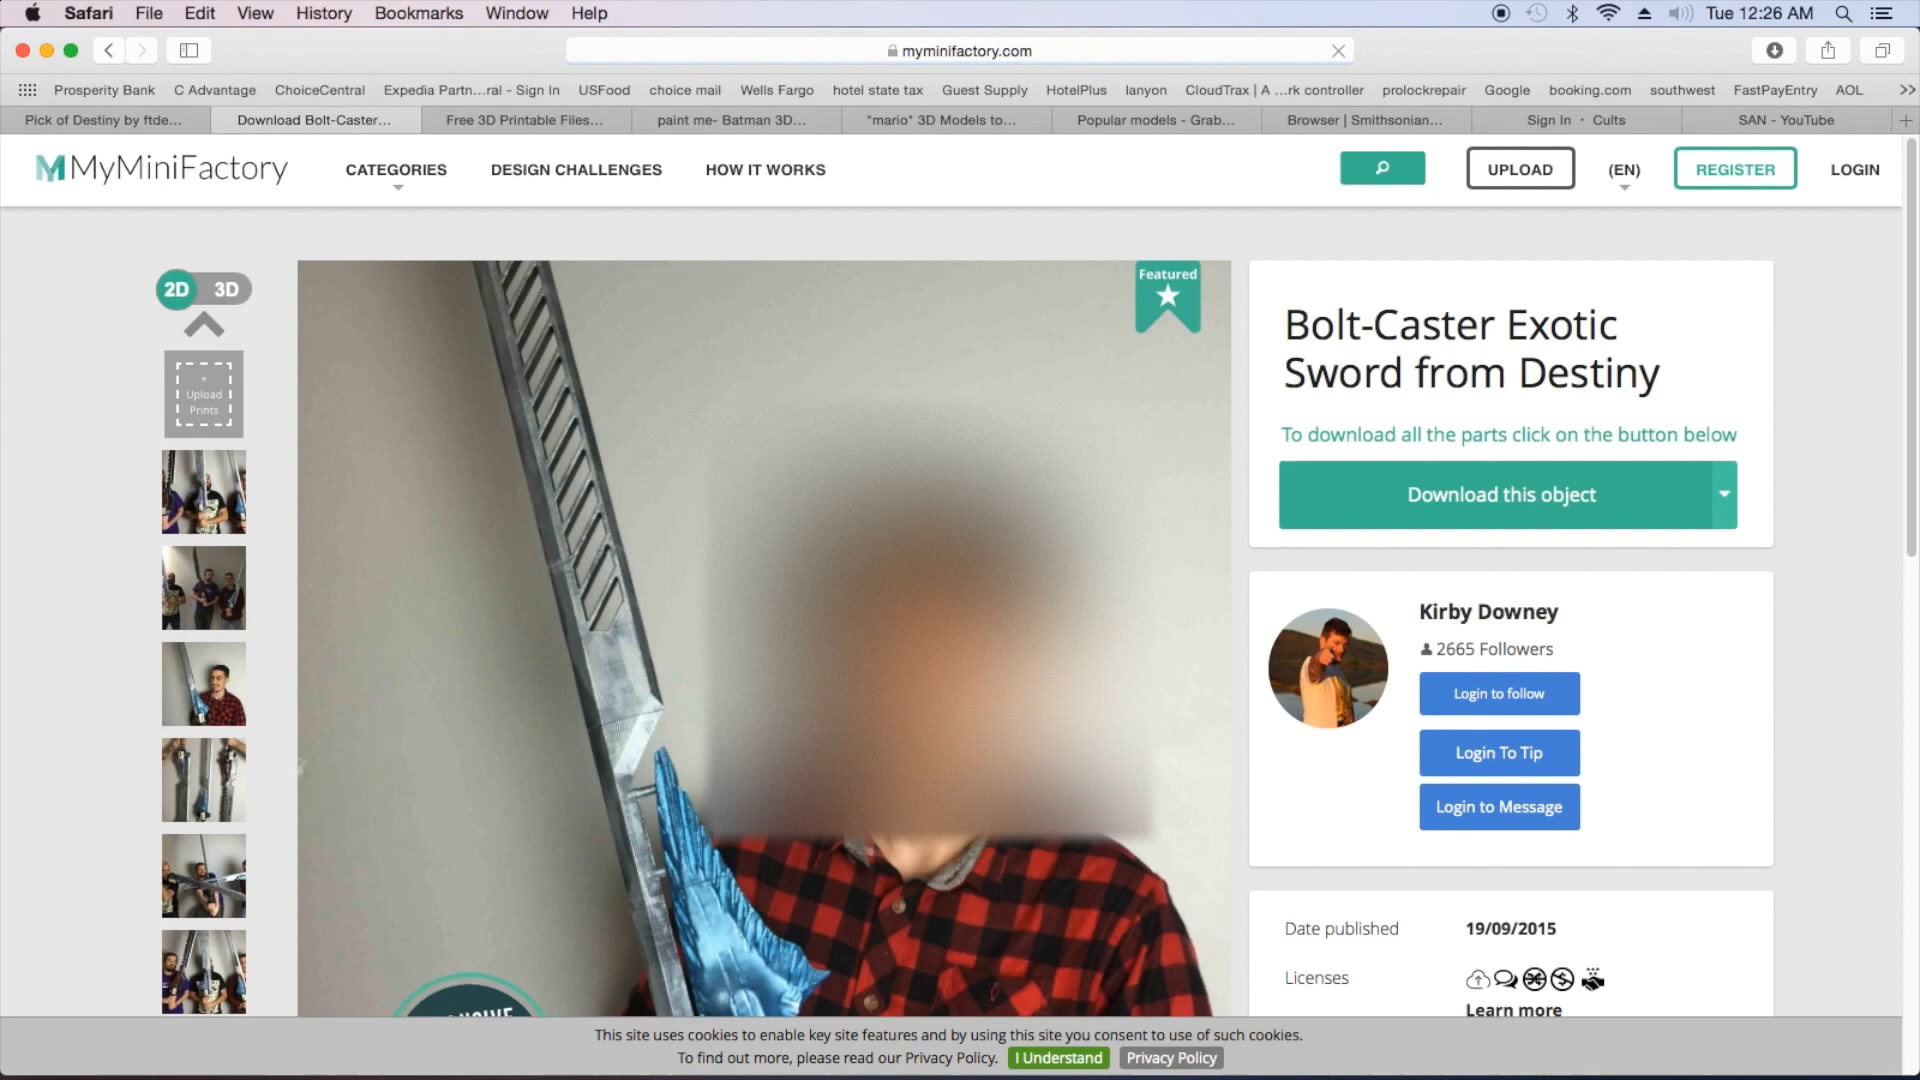 Safari File Edit View History Bookmarks Window Help Tue 12:26 AM
myminifactory.com
Prosperity Bank C Advantage ChoiceCentral Expedia Partn...ral - Sign In USFood choice mail Wells Fargo hotel state tax Guest Supply HotelPlus lanyon CloudTrax | A ...rk controller prolockrepair Google booking.com southwest FastPayEntry AOL
Pick of Destiny by ftde... Download Bolt-Caster... Free 3D Printable Files... paint me- Batman 3D... "mario" 3D Models to... Popular models - Grab... Browser | Smithsonian... Sign In · Cults SAN - YouTube
MyMiniFactory CATEGORIES DESIGN CHALLENGES HOW IT WORKS UPLOAD (EN) REGISTER LOGIN
2D 3D
+
Upload
Prints
Featured
Bolt-Caster Exotic
Sword from Destiny
To download all the parts click on the button below
Download this object
Kirby Downey
2665 Followers
Login to follow
Login To Tip
Login to Message
Date published 19/09/2015
Licenses
Learn more
This site uses cookies to enable key site features and by using this site you consent to use of such cookies.
To find out more, please read our Privacy Policy. I Understand Privacy Policy